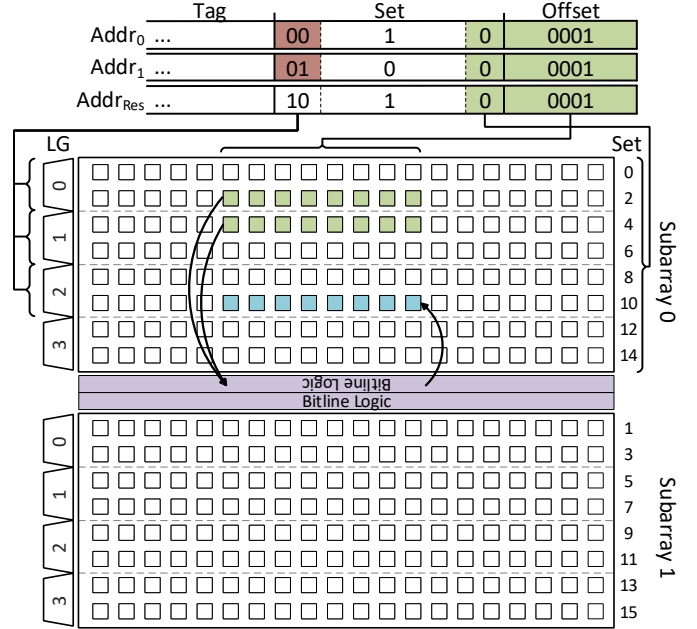 Tag Set Offset
Addr0 ... 00 1 0 0001
Addr1 ... 01 0 0 0001
AddrRes ... 10 1 0 0001
LG Set
0
1
2
3
0
2
4
6
8
10
12
14
Subarray 0
Bitline Logic
Bitline Logic
0
1
2
3
1
3
5
7
9
11
13
15
Subarray 1